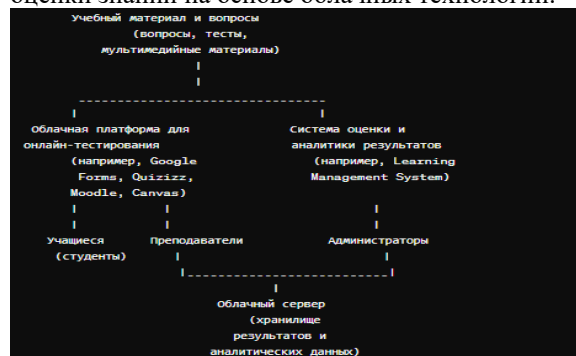 оценки знаний на основе облачных технологий.
Учебный материал и вопросы
(вопросы, тесты,
мультимедийные материалы)
Облачная платформа для
онлайн-тестирования
(например, Google
Forms, Quizizz,
Moodle, Canvas)
Система оценки и
аналитики результатов
(например, Learning
Management System)
Учащиеся
(студенты)
Преподаватели
Администраторы
Облачный сервер
(хранилище
результатов и
аналитических данных)